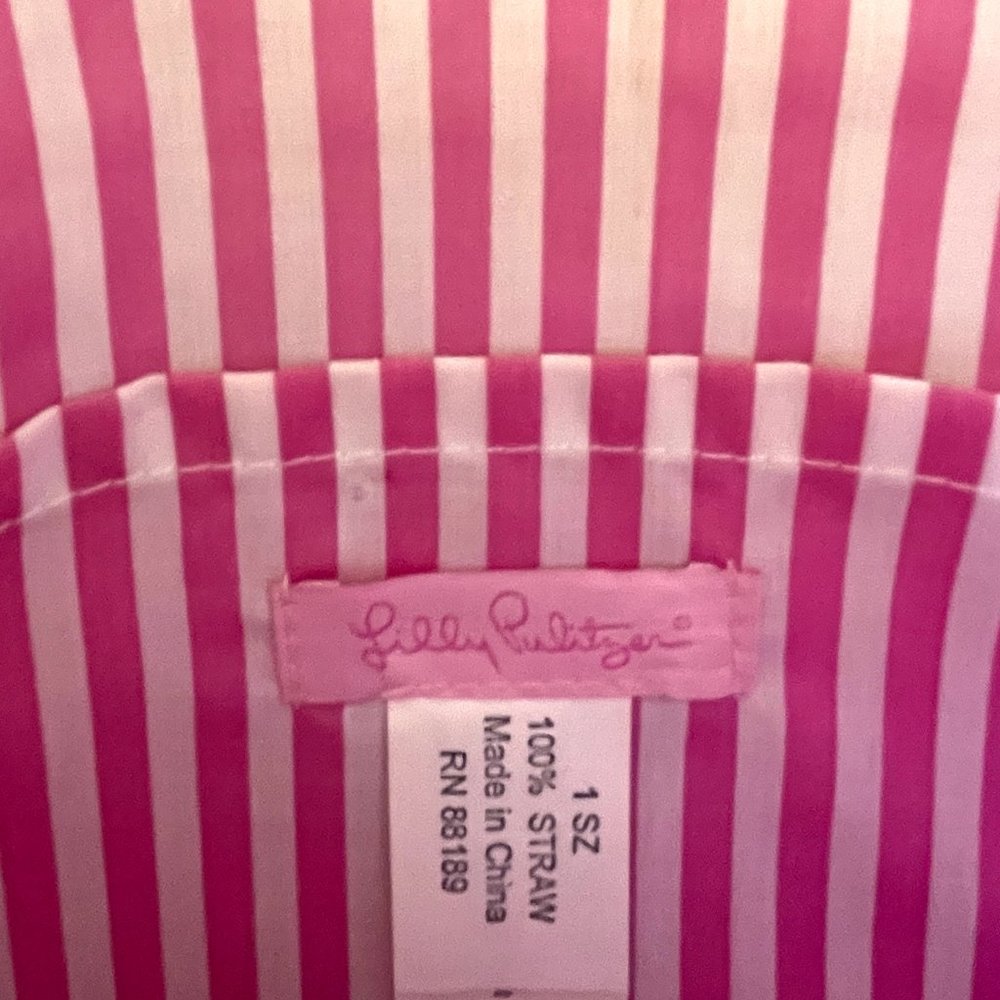 Lilly Pulitzer®
1 SZ
100% STRAW
Made in China
RN 88189